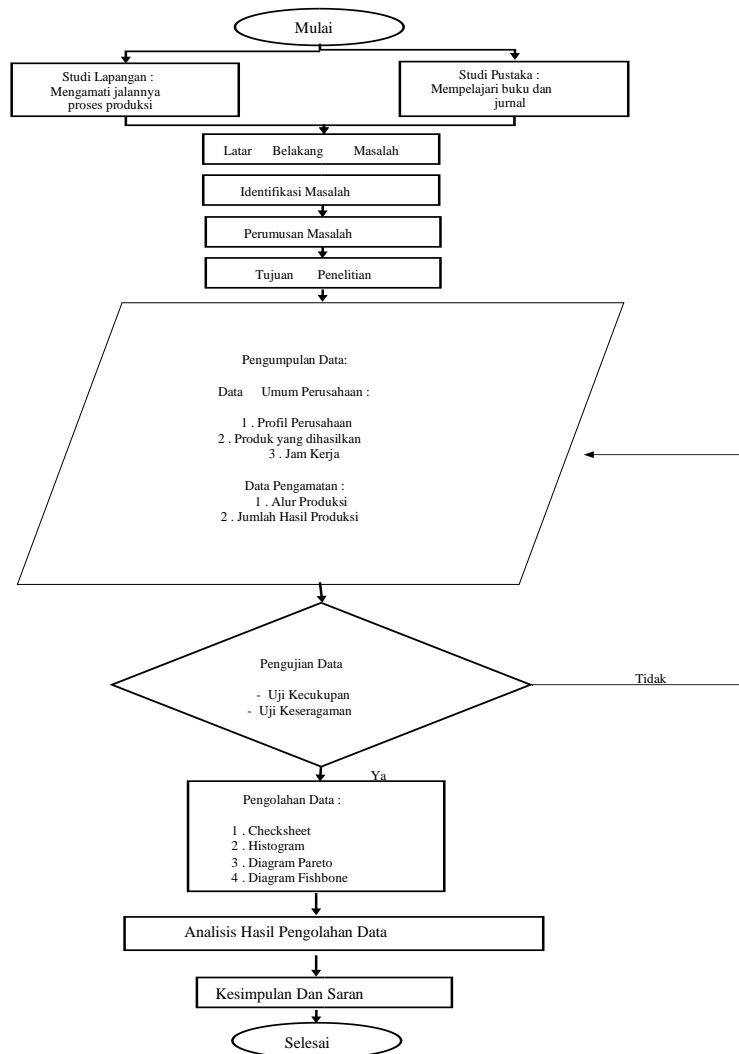 Mulai
Studi Lapangan :
Mengamati jalannya
proses produksi
Studi Pustaka :
Mempelajari buku dan
jurnal
Latar Belakang Masalah
Identifikasi Masalah
Perumusan Masalah
Tujuan Penelitian
Pengumpulan Data:
Data Umum Perusahaan :
1 . Profil Perusahaan
2 . Produk yang dihasilkan
3 . Jam Kerja
Data Pengamatan :
1 . Alur Produksi
2 . Jumlah Hasil Produksi
Pengujian Data
- Uji Kecukupan
- Uji Keseragaman
Tidak
Ya
Pengolahan Data :
1 . Checksheet
2 . Histogram
3 . Diagram Pareto
4 . Diagram Fishbone
Analisis Hasil Pengolahan Data
Kesimpulan Dan Saran
Selesai